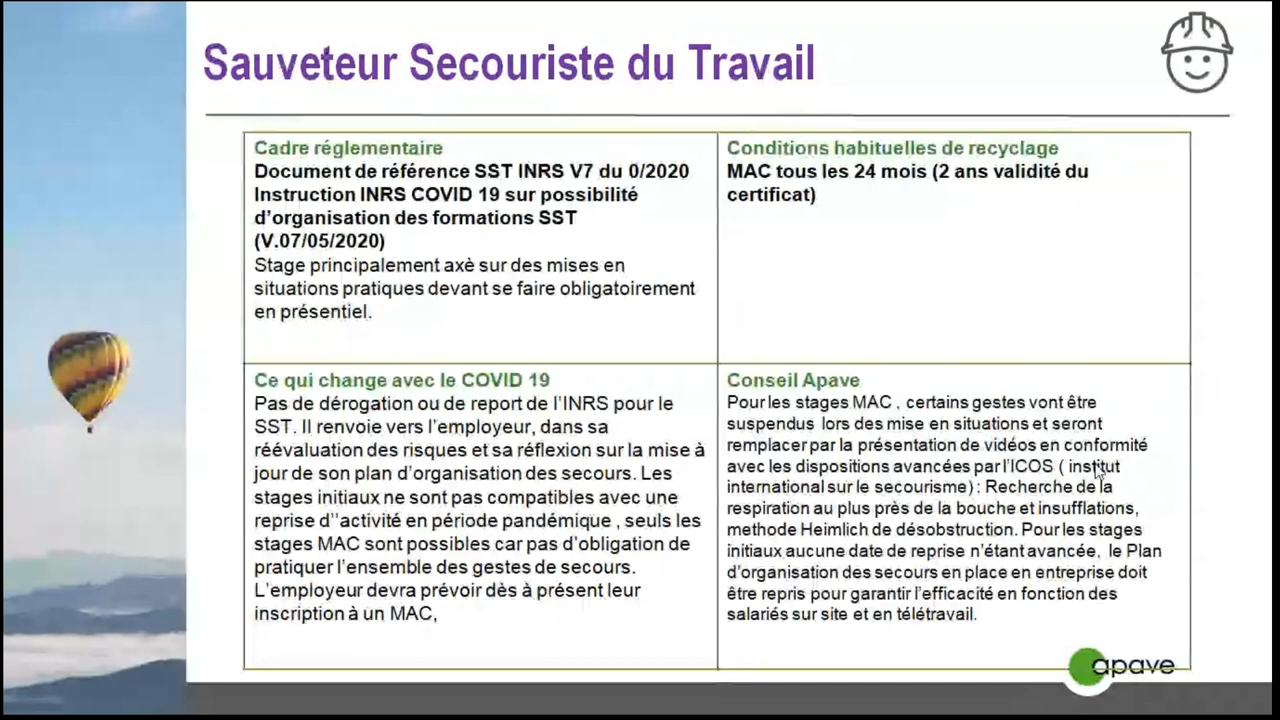 Sauveteur Secouriste du Travail
Cadre réglementaire
Document de référence SST INRS V7 du 0/2020
Instruction INRS COVID 19 sur possibilité
d'organisation des formations SST
(V.07/05/2020)
Stage principalement axè sur des mises en
situations pratiques devant se faire obligatoirement
en présentiel.
Conditions habituelles de recyclage
MAC tous les 24 mois (2 ans validité du
certificat)
Ce qui change avec le COVID 19
Pas de dérogation ou de report de l'INRS pour le
SST. Il renvoie vers l'employeur, dans sa
réévaluation des risques et sa réflexion sur la mise à
jour de son plan d'organisation des secours. Les
stages initiaux ne sont pas compatibles avec une
reprise d''activité en période pandémique , seuls les
stages MAC sont possibles car pas d'obligation de
pratiquer l'ensemble des gestes de secours.
L'employeur devra prévoir dès à présent leur
inscription à un MAC,
Conseil Apave
Pour les stages MAC , certains gestes vont être
suspendus lors des mise en situations et seront
remplacer par la présentation de vidéos en conformité
avec les dispositions avancées par l'ICOS ( institut
international sur le secourisme) : Recherche de la
respiration au plus près de la bouche et insufflations,
methode Heimlich de désobstruction. Pour les stages
initiaux aucune date de reprise n'étant avancée, le Plan
d'organisation des secours en place en entreprise doit
être repris pour garantir l'efficacité en fonction des
salariés sur site et en télétravail.
apave